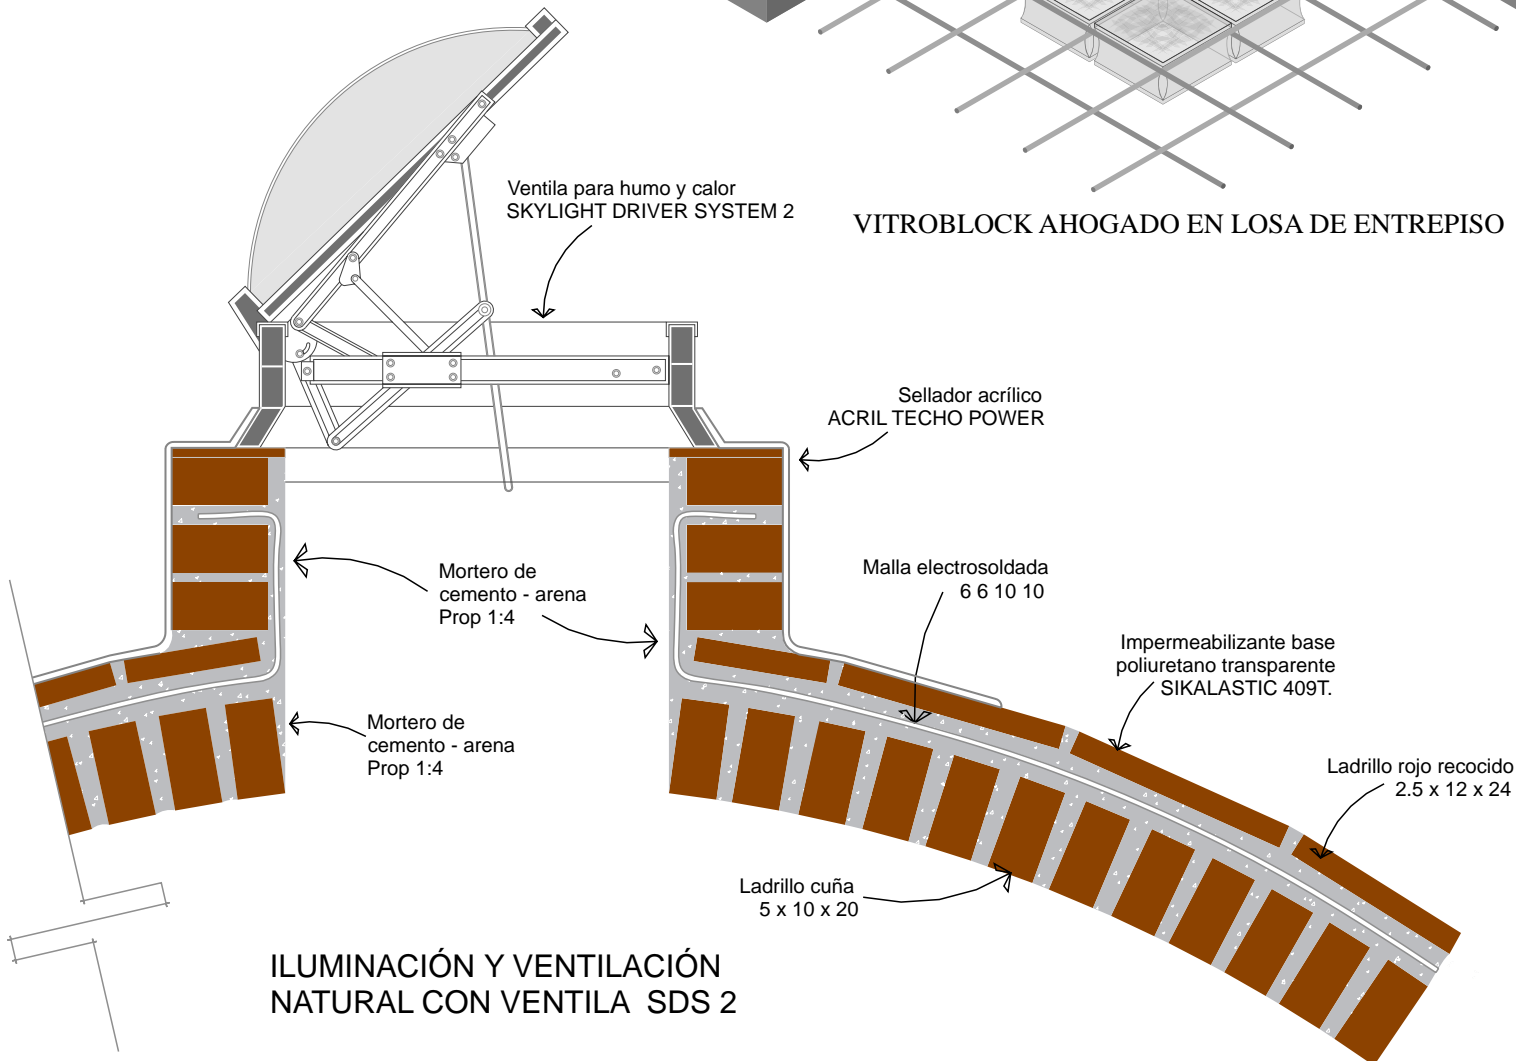 Ventila para humo y calor
SKYLIGHT DRIVER SYSTEM 2
VITROBLOCK AHOGADO EN LOSA DE ENTREPISO
Sellador acrílico
ACRIL TECHO POWER
Mortero de
cemento - arena
Prop 1:4
Malla electrosoldada
6 6 10 10
Impermeabilizante base
poliuretano transparente
SIKALASTIC 409T.
Mortero de
cemento - arena
Prop 1:4
Ladrillo rojo recocido
2.5 x 12 x 24
Ladrillo cuña
5 x 10 x 20
ILUMINACIÓN Y VENTILACIÓN
NATURAL CON VENTILA SDS 2